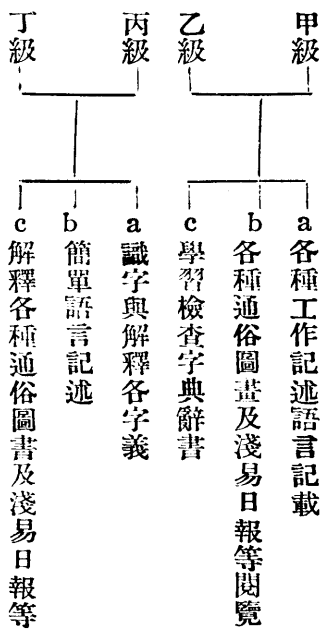 甲級
乙級
a 各種工作記述語言記載
b 各種通俗圖畫及淺易日報等閱覽
c 學習檢查字典辭書
丙級
丁級
a 識字與解釋各字義
b 簡單語言記述
c 解釋各種通俗圖書及淺易日報等